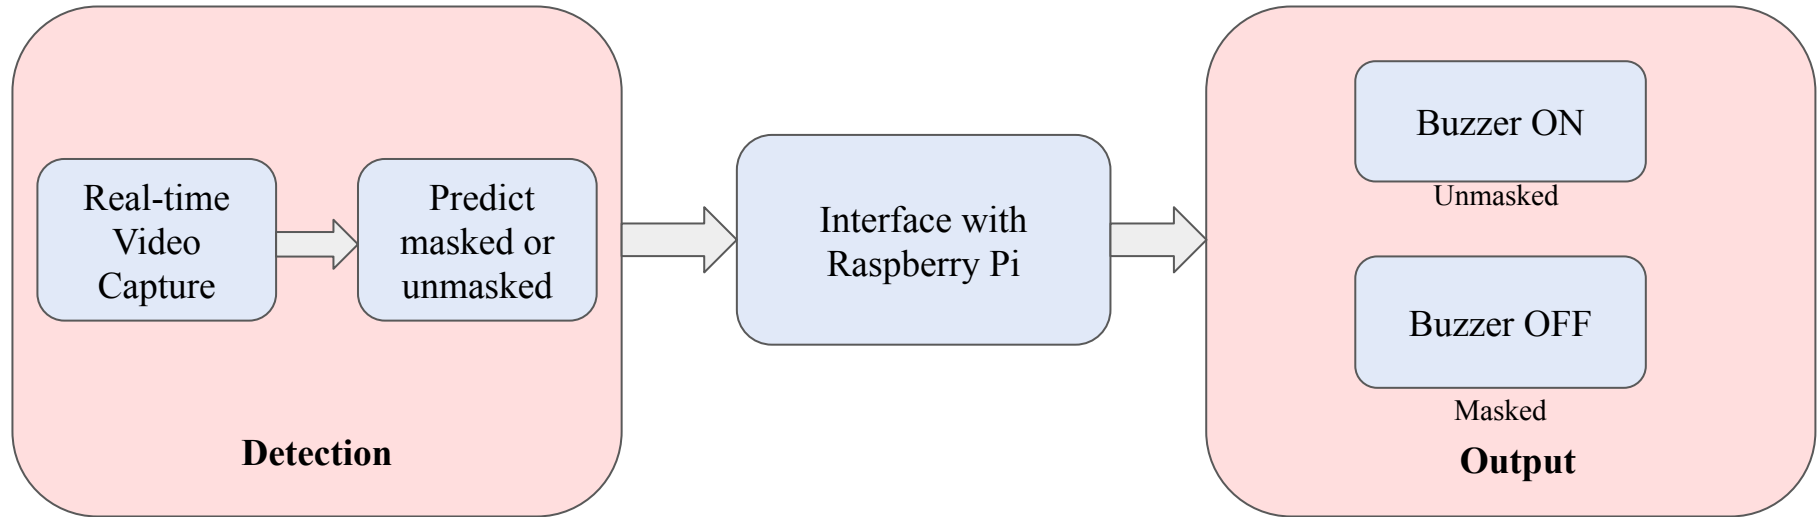 Real-time
Video
Capture
Predict
masked or
unmasked
Detection
Interface with
Raspberry Pi
Buzzer ON
Unmasked
Buzzer OFF
Masked
Output